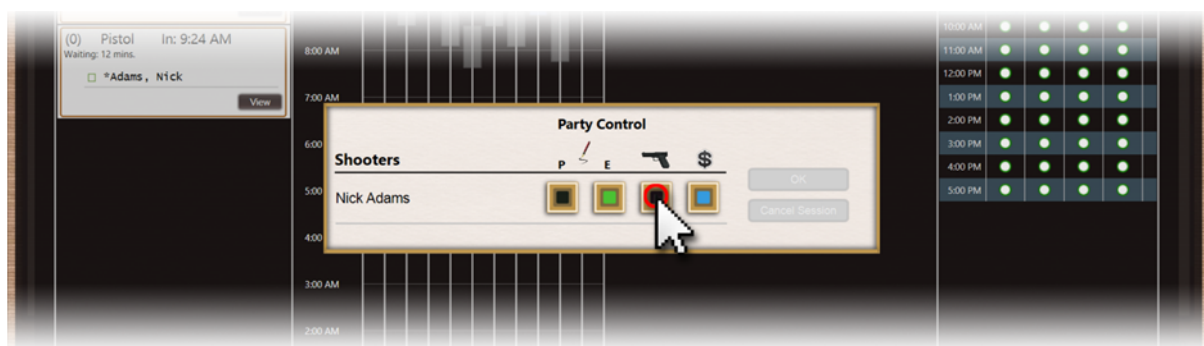 (0) Pistol In: 9:24 AM
Waiting: 12 mins.
*Adams, Nick
View
8:00 AM
7:00 AM
6:00
5:00
4:00
3:00 AM
2:00 AM
Party Control
Shooters
P E $
Nick Adams
OK
Cancel Session
10:00 AM
11:00 AM
12:00 PM
1:00 PM
2:00 PM
3:00 PM
4:00 PM
5:00 PM